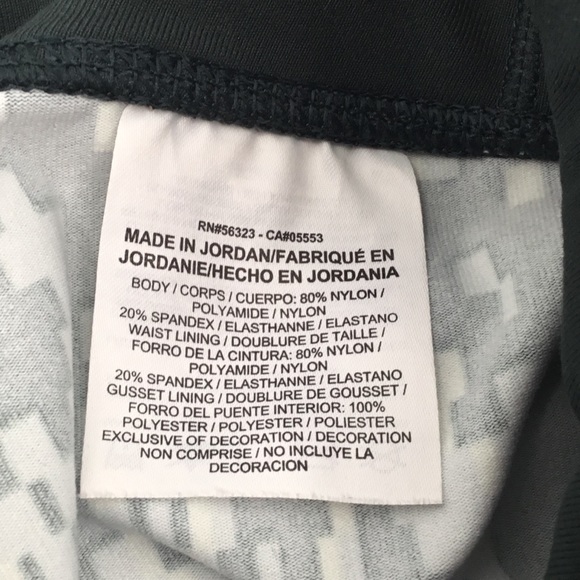 RN#56323 - CA#05553
MADE IN JORDAN/FABRIQUÉ EN
JORDANIE/HECHO EN JORDANIA
BODY / CORPS / CUERPO: 80% NYLON /
POLYAMIDE / NYLON
20% SPANDEX / ELASTHANNE / ELASTANO
WAIST LINING / DOUBLURE DE TAILLE /
FORRO DE LA CINTURA: 80% NYLON /
POLYAMIDE / NYLON
20% SPANDEX / ELASTHANNE / ELASTANO
GUSSET LINING / DOUBLURE DE GOUSSET /
FORRO DEL PUENTE INTERIOR: 100%
POLYESTER / POLYESTER / POLIESTER
EXCLUSIVE OF DECORATION / DECORATION
NON COMPRISE / NO INCLUYE LA
DECORACION